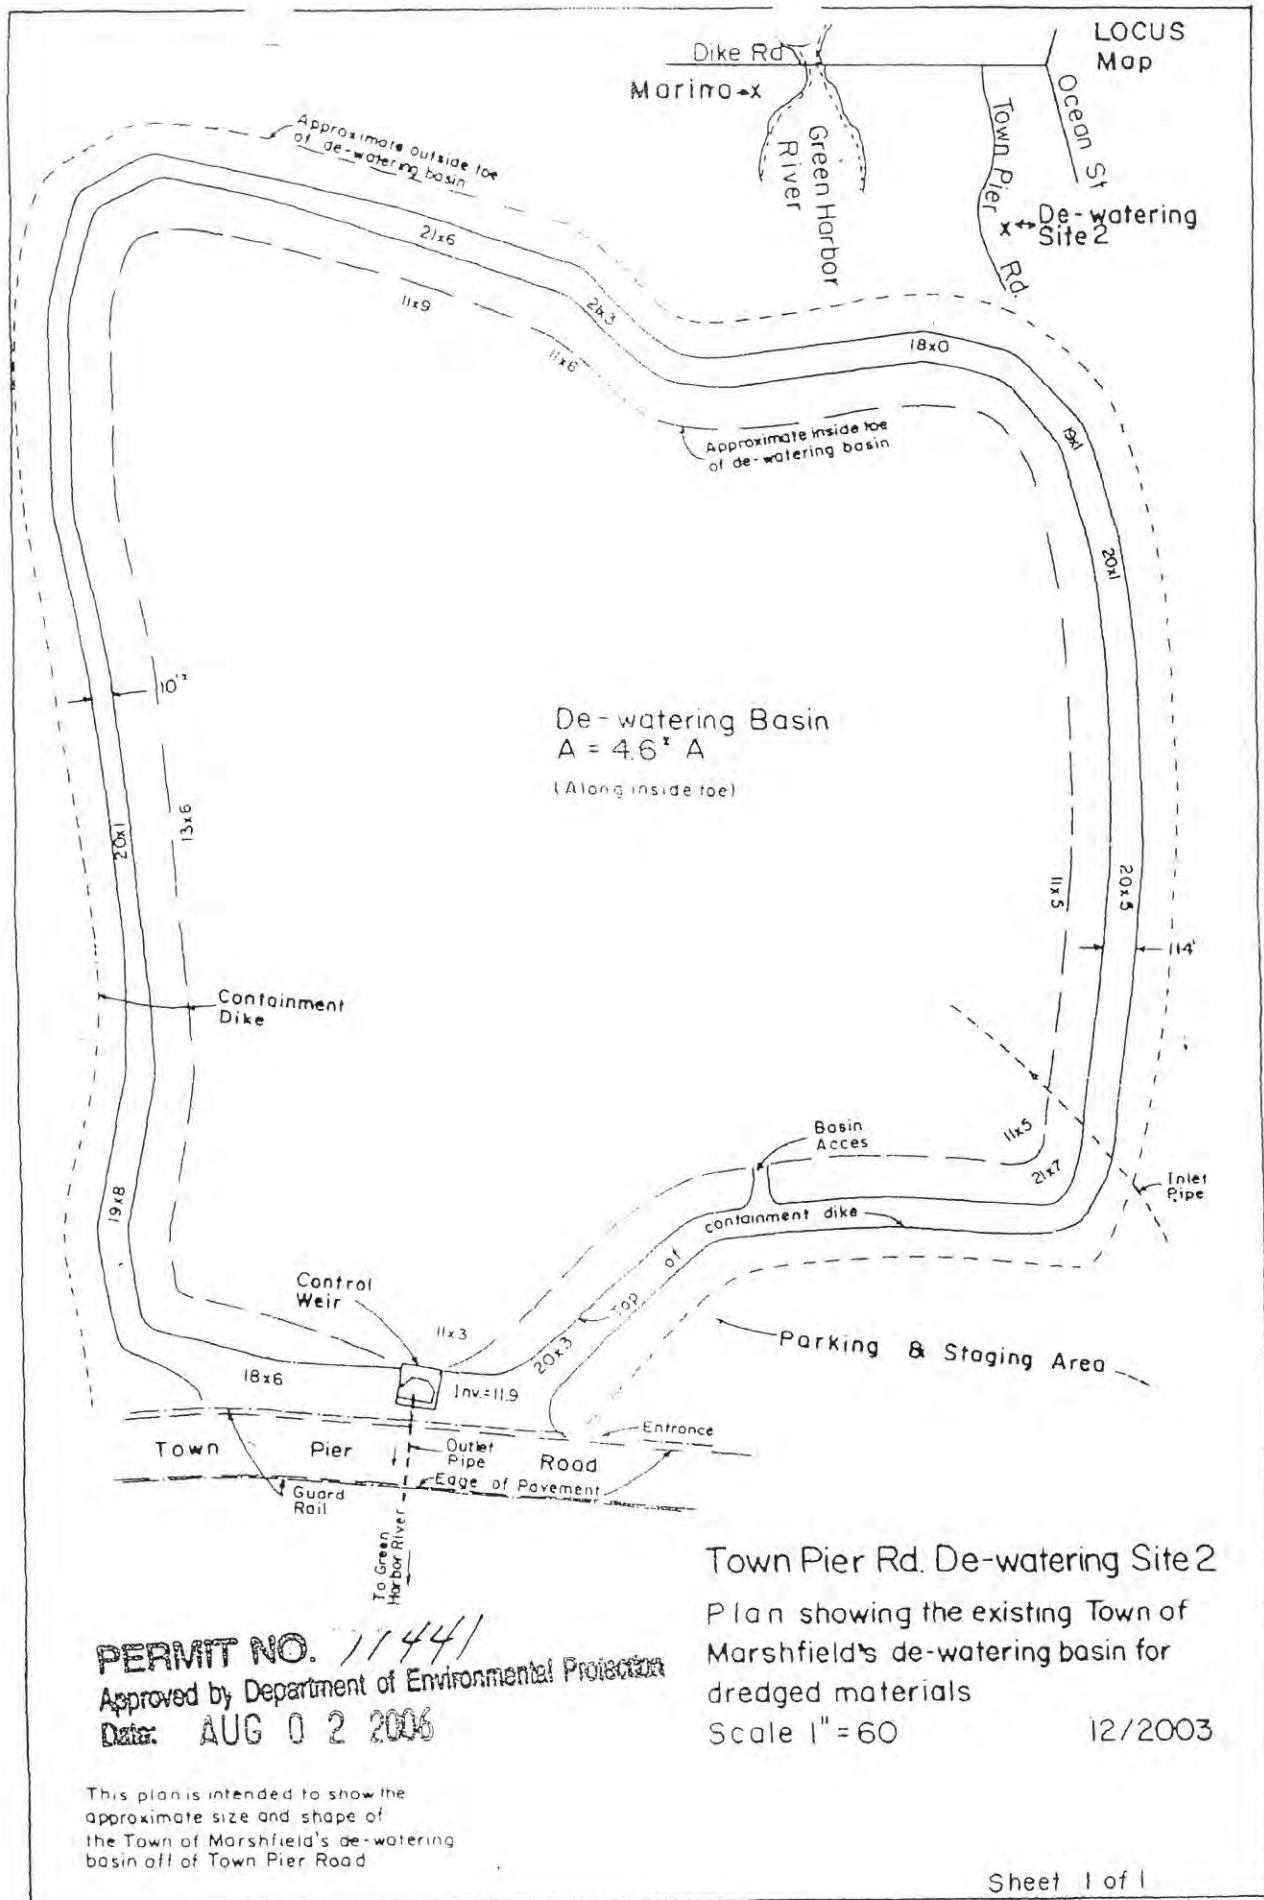 LOCUS
Map
Dike Rd
Marina
Green Harbor
River
Town Pier
Rd.
Ocean St
De-watering
Site 2
Approximate outside toe
of de-watering basin
21x6
11x9
21x3
11x6
18x0
19x1
20x1
Approximate inside toe
of de-watering basin
10'±
De-watering Basin
A = 4.6± A
(Along inside toe)
20x1
13x6
11x5
20x5
114'
Containment
Dike
Basin
Acces
11x5
21x7
Inlet
Pipe
19x8
Top of containment dike
Control
Weir
11x3
20x3
Parking & Staging Area
18x6
Inv.=11.9
Entrance
Town Pier Road
Outlet
Pipe
Edge of Pavement
Guard
Rail
To Green
Harbor River
Town Pier Rd. De-watering Site 2
Plan showing the existing Town of
Marshfield's de-watering basin for
dredged materials
Scale 1" = 60 12/2003
PERMIT NO. 11441
Approved by Department of Environmental Protection
Date: AUG 0 2 2006
This plan is intended to show the
approximate size and shape of
the Town of Marshfield's de-watering
basin off of Town Pier Road
Sheet 1 of 1